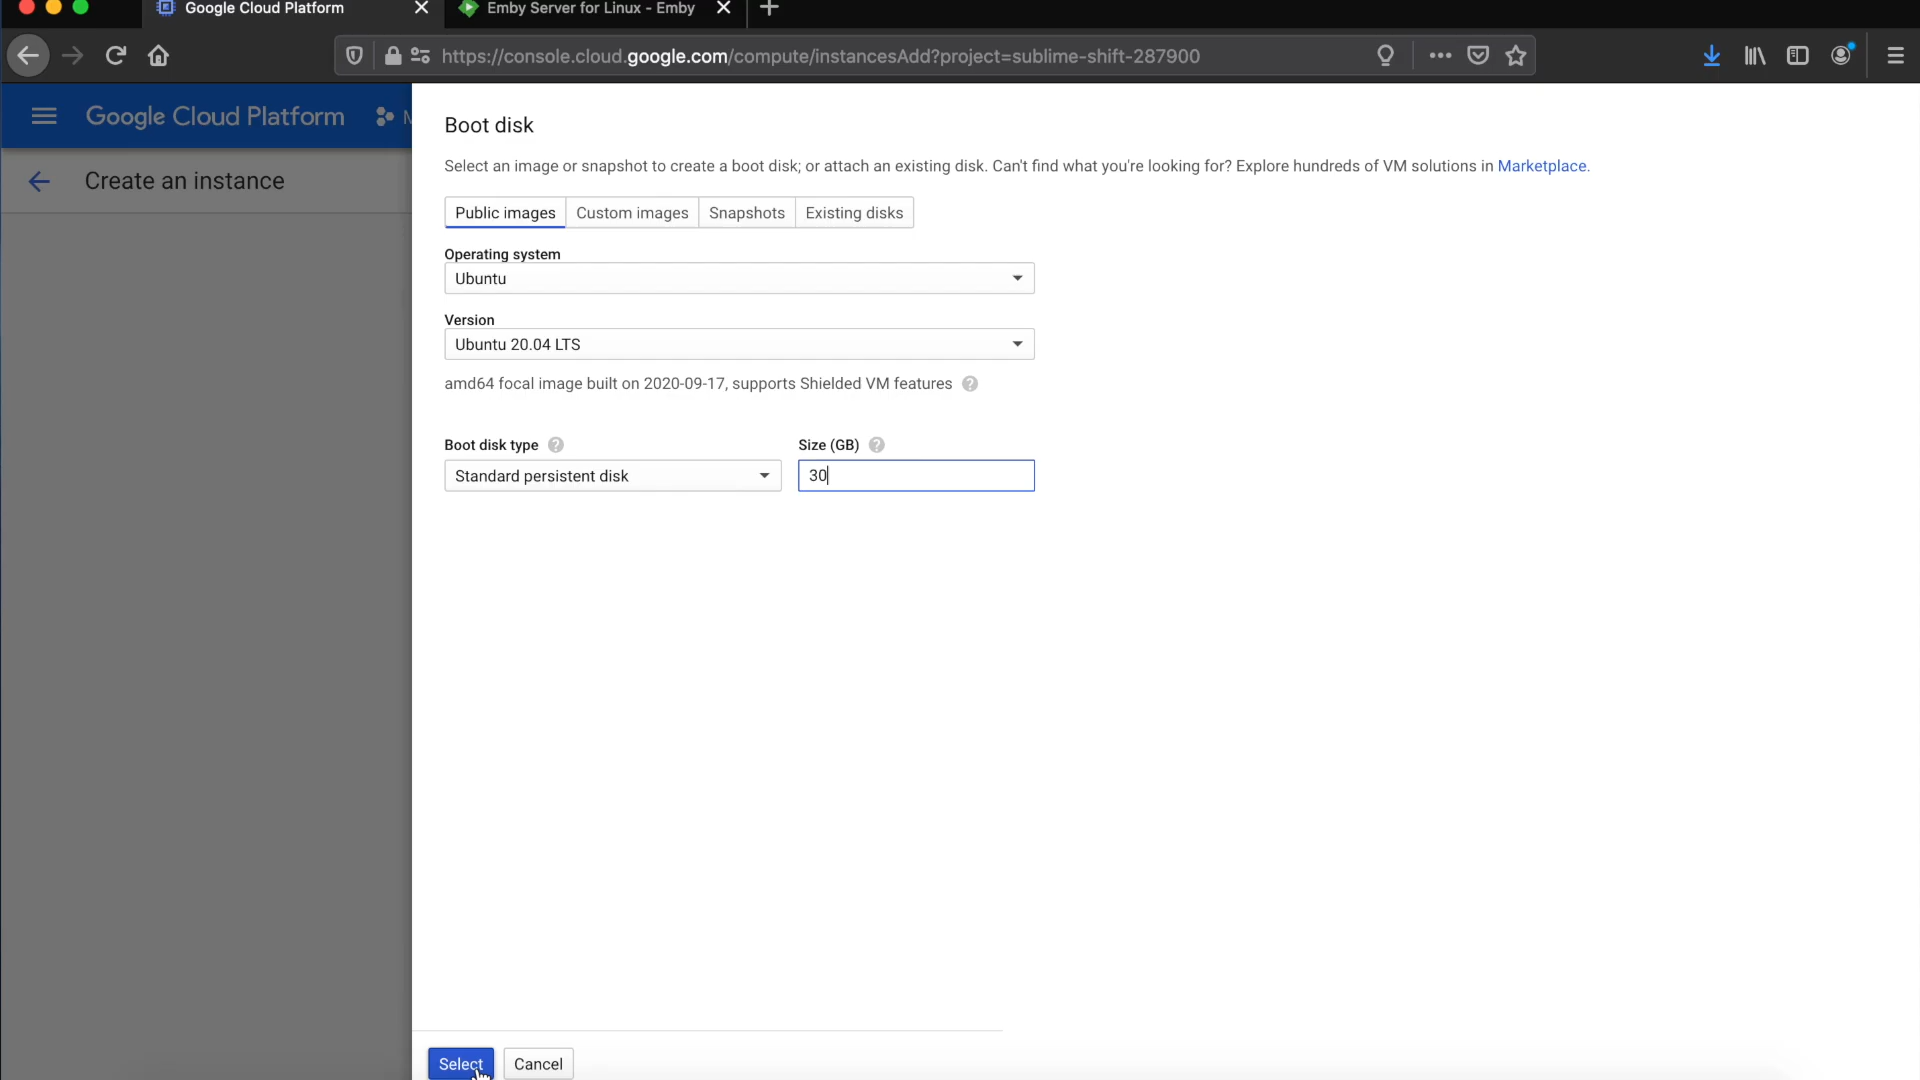 Google Cloud Platform
Emby Server for Linux - Emby
https://console.cloud.google.com/compute/instancesAdd?project=sublime-shift-287900
Google Cloud Platform
Create an instance
Boot disk
Select an image or snapshot to create a boot disk; or attach an existing disk. Can't find what you're looking for? Explore hundreds of VM solutions in Marketplace.
Public images Custom images Snapshots Existing disks
Operating system
Ubuntu
Version
Ubuntu 20.04 LTS
amd64 focal image built on 2020-09-17, supports Shielded VM features ?
Boot disk type ? Size (GB) ?
Standard persistent disk 30
Select Cancel